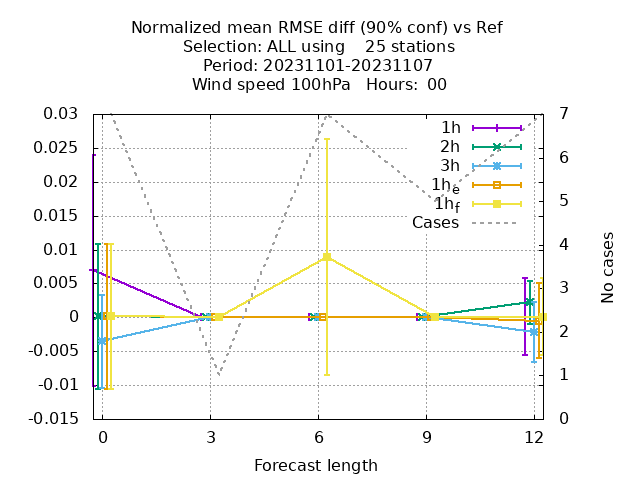 Normalized mean RMSE diff (90% conf) vs Ref
Selection: ALL using    25 stations
Period: 20231101-20231107
Wind speed 100hPa   Hours:  00
0.03
0.025
0.02
0.015
0.01
0.005
0
-0.005
-0.01
-0.015
7
6
5
4
3
2
1
0
1h
2h
3h
1he
1hf
Cases
No cases
0
3
6
9
12
Forecast length